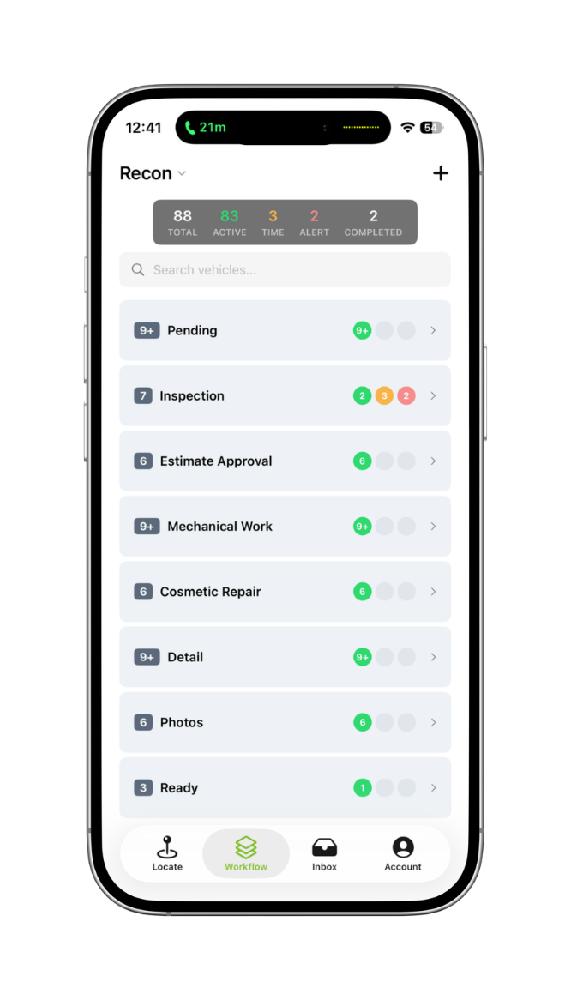 12:41 21m 54
Recon
88 83 3 2 2
TOTAL ACTIVE TIME ALERT COMPLETED
Search vehicles...
9+ Pending 9+
7 Inspection 2 3 2
6 Estimate Approval 6
9+ Mechanical Work 9+
6 Cosmetic Repair 6
9+ Detail 9+
6 Photos 6
3 Ready 1
Locate Workflow Inbox Account